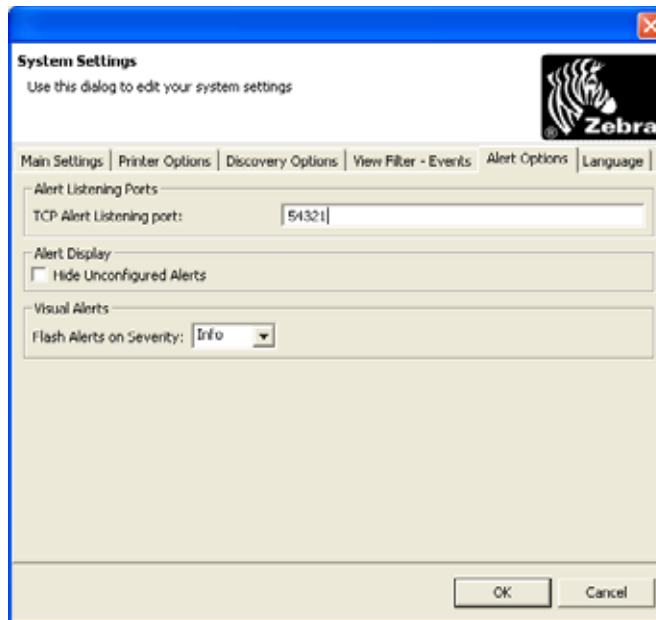 System Settings
Use this dialog to edit your system settings
Zebra
Main Settings Printer Options Discovery Options View Filter - Events Alert Options Language
Alert Listening Ports
TCP Alert Listening port: 54321
Alert Display
Hide Unconfigured Alerts
Visual Alerts
Flash Alerts on Severity: Info
OK Cancel